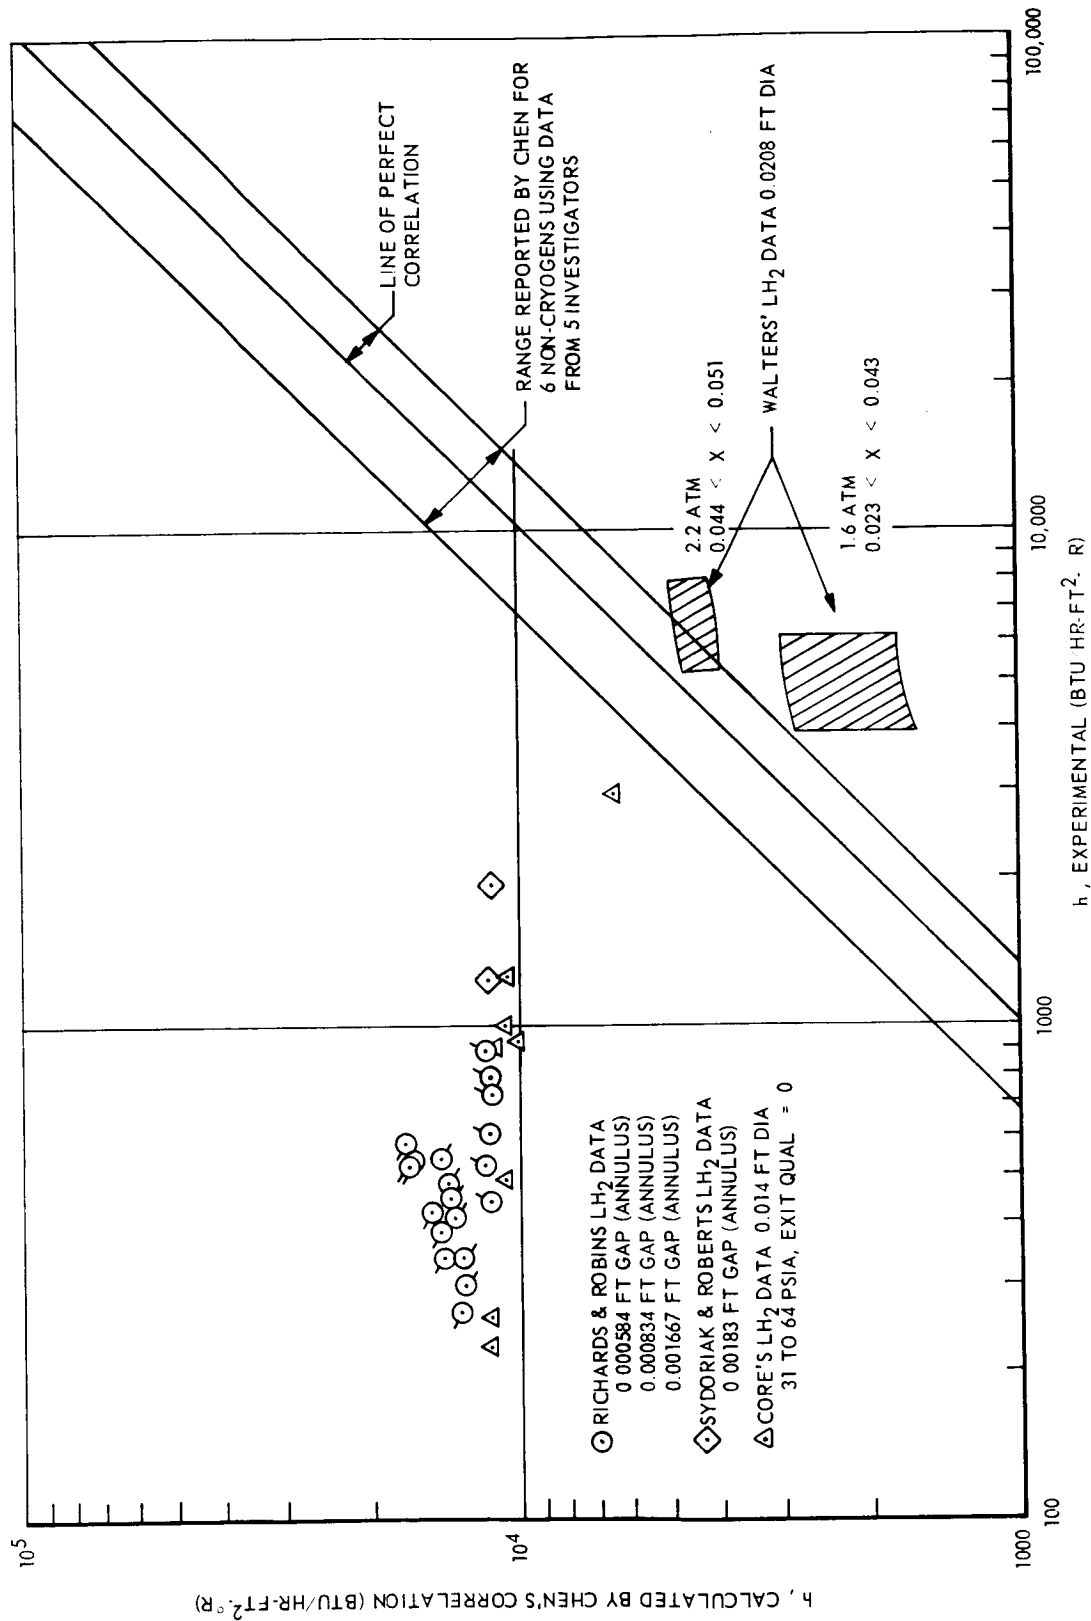 h, CALCULATED BY CHEN'S CORRELATION (BTU/HR-FT2-°R)
10^5
10^4
1000
LINE OF PERFECT
CORRELATION
RANGE REPORTED BY CHEN FOR
6 NON-CRYOGENS USING DATA
FROM 5 INVESTIGATORS
2.2 ATM
0.044 < X < 0.051
WALTERS' LH2 DATA 0.0208 FT DIA
1.6 ATM
0.023 < X < 0.043
RICHARDS & ROBINS LH2 DATA
0 000584 FT GAP (ANNULUS)
0.000834 FT GAP (ANNULUS)
0.001667 FT GAP (ANNULUS)
SYDORIAK & ROBERTS LH2 DATA
0 00183 FT GAP (ANNULUS)
CORE'S LH2 DATA 0.014 FT DIA
31 TO 64 PSIA, EXIT QUAL = 0
100
1000
10,000
100,000
h, EXPERIMENTAL (BTU/HR-FT2- R)